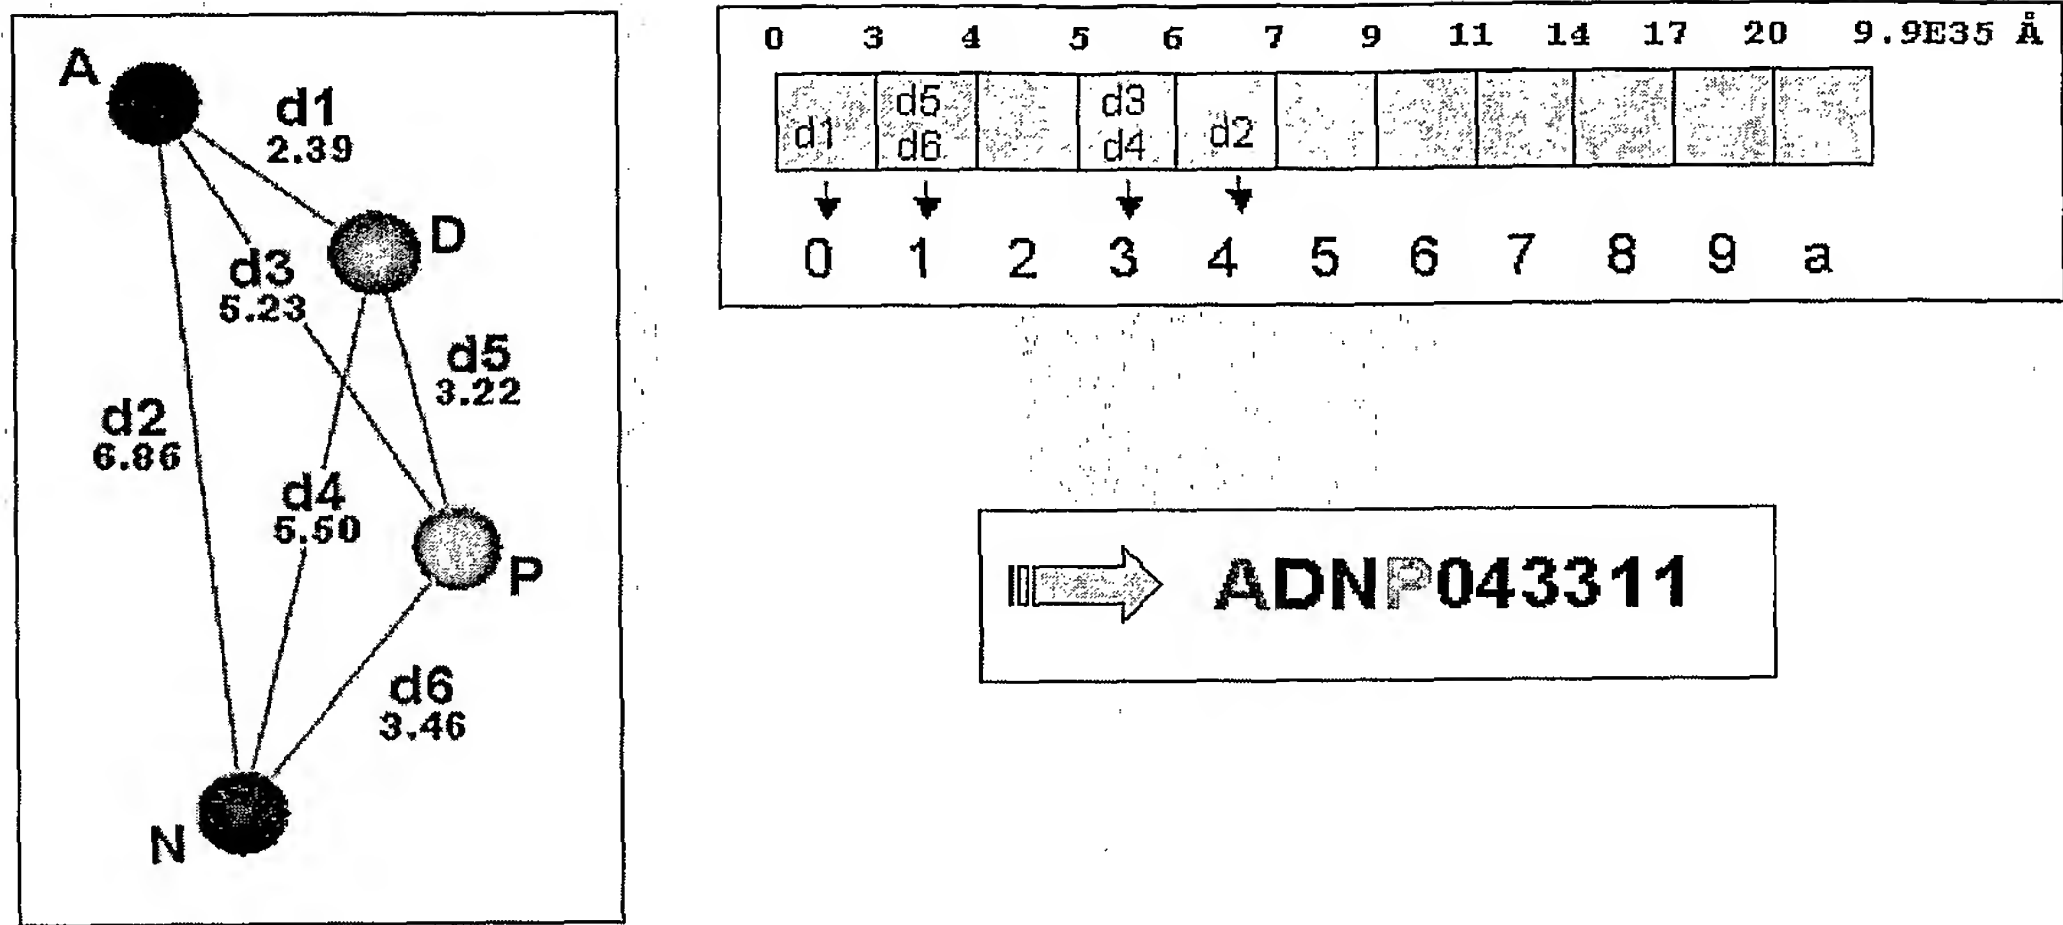 A
d1
2.39
D
d3
5.23
d5
3.22
d2
6.86
d4
5.50
P
d6
3.46
N
0 3 4 5 6 7 9 11 14 17 20 9.9E35 Å
d1 d5 d6 d3 d4 d2
0 1 2 3 4 5 6 7 8 9 a
ADNP043311